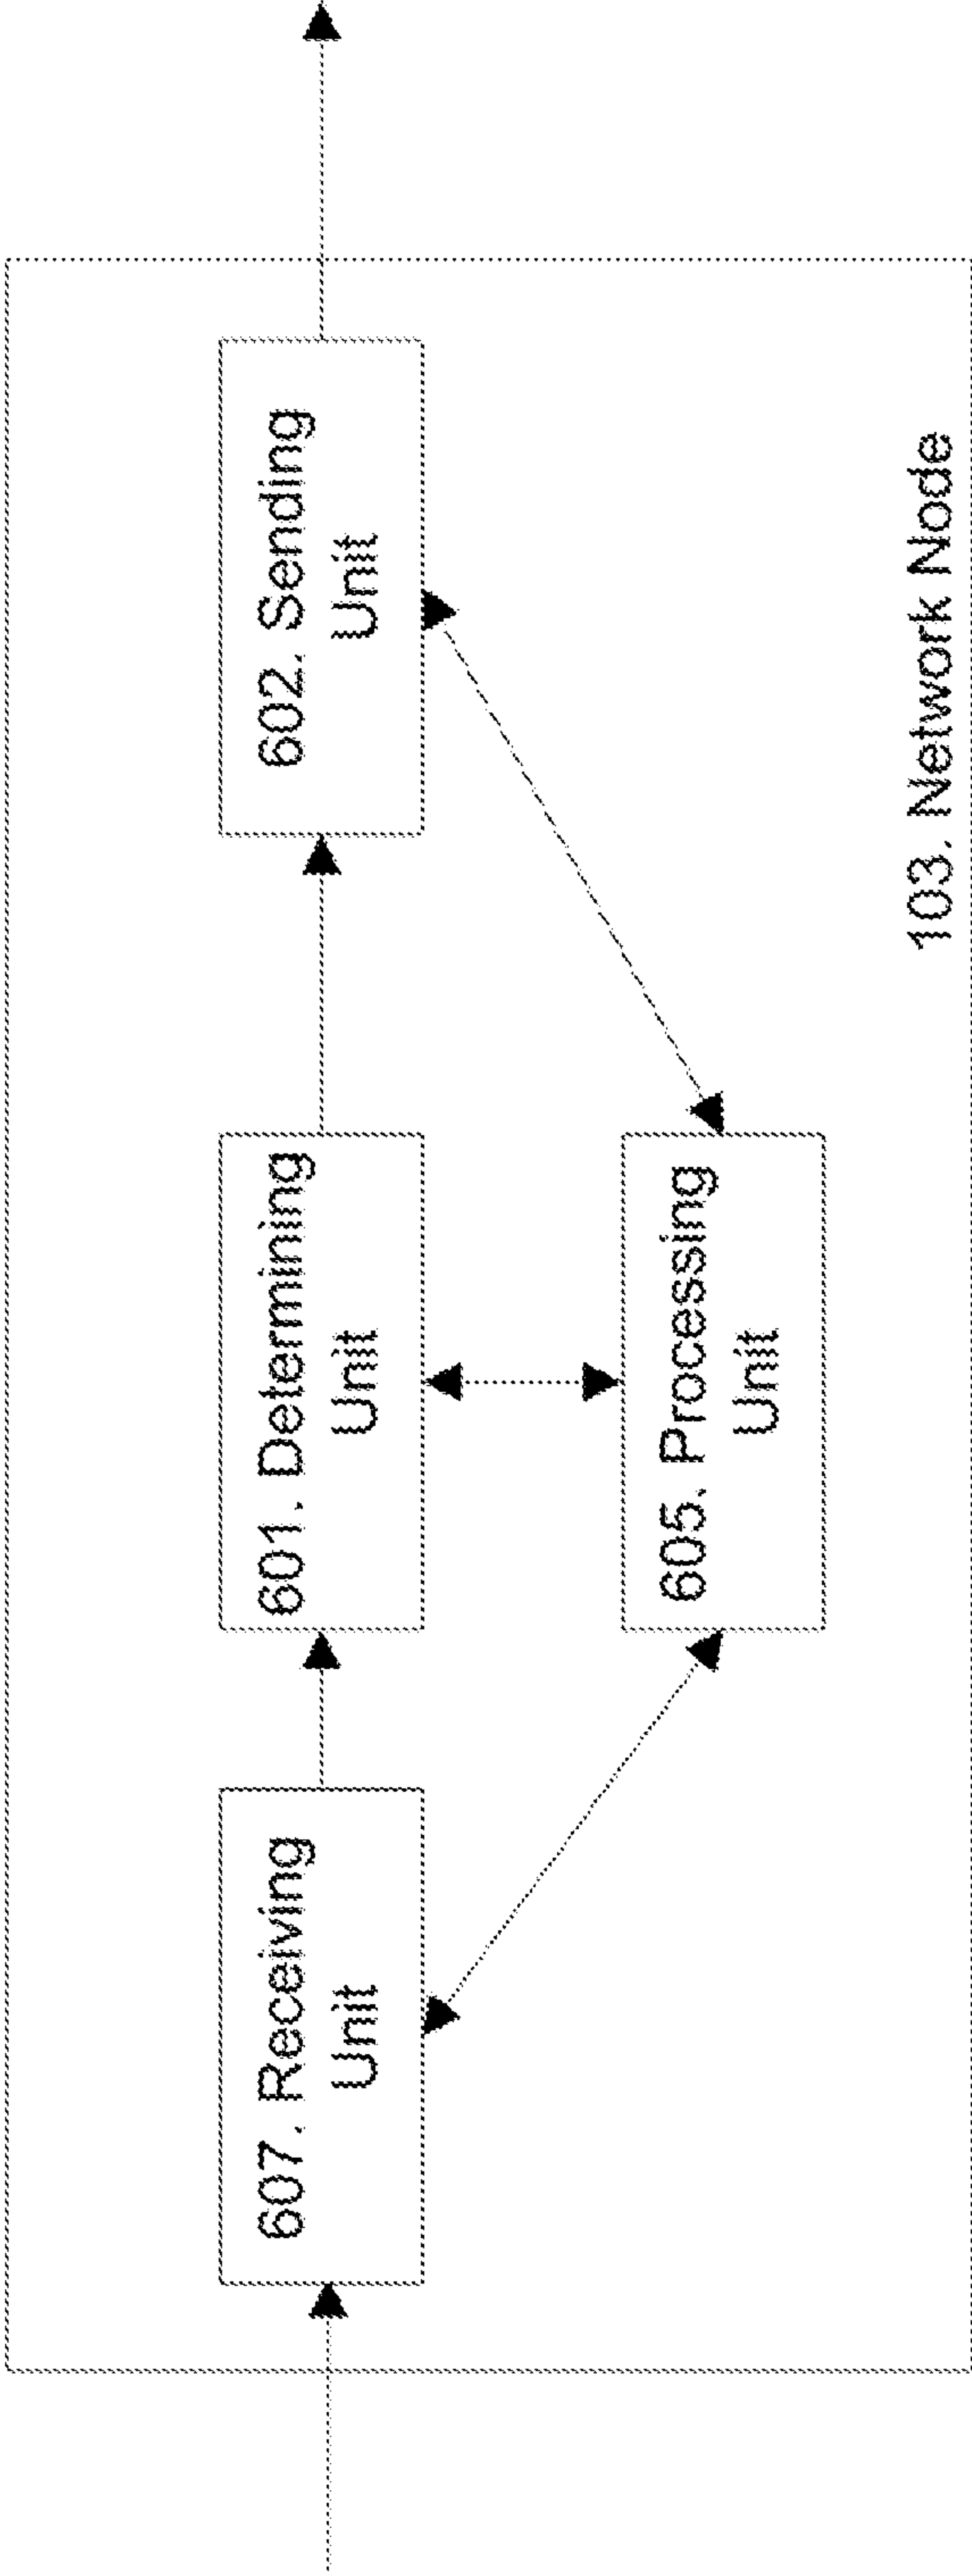 607. Receiving
Unit
601. Determining
Unit
602. Sending
Unit
605. Processing
Unit
103. Network Node